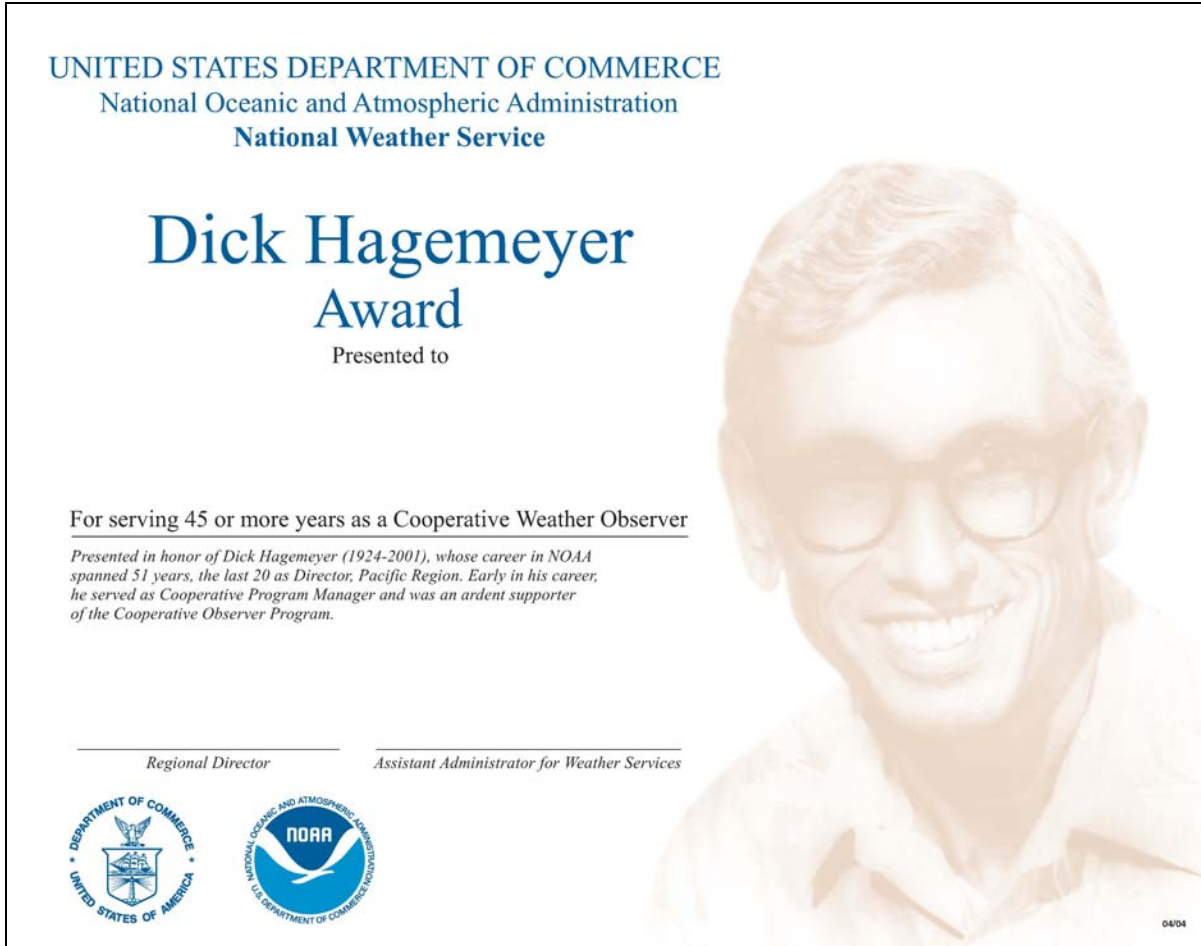 UNITED STATES DEPARTMENT OF COMMERCE
National Oceanic and Atmospheric Administration
National Weather Service
Dick Hagemeyer
Award
Presented to
For serving 45 or more years as a Cooperative Weather Observer
Presented in honor of Dick Hagemeyer (1924-2001), whose career in NOAA
spanned 51 years, the last 20 as Director, Pacific Region. Early in his career,
he served as Cooperative Program Manager and was an ardent supporter
of the Cooperative Observer Program.
Regional Director
Assistant Administrator for Weather Services
DEPARTMENT OF COMMERCE
UNITED STATES OF AMERICA
NATIONAL OCEANIC AND ATMOSPHERIC ADMINISTRATION
NOAA
U.S. DEPARTMENT OF COMMERCE
04/04